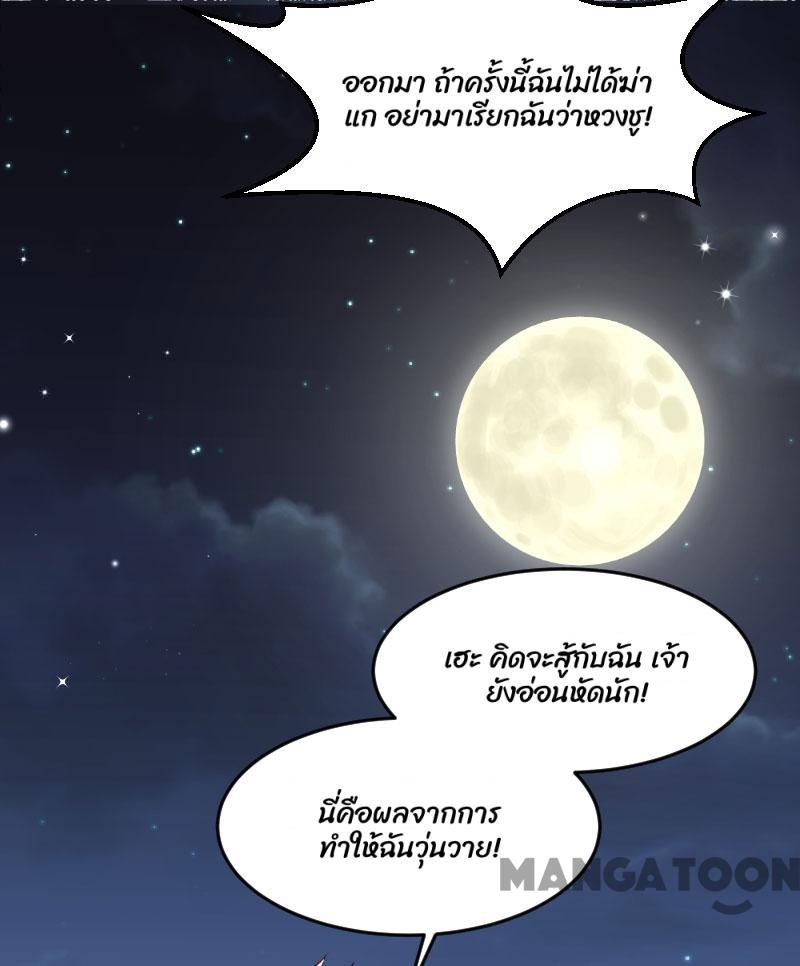 ออกมา ถ้าครั้งนี้ฉันไม่ได้ฆ่า
แก อย่ามาเรียกฉันว่าหวงชู!
เฮะ คิดจะสู้กับฉัน เจ้า
ยังอ่อนหัดนัก!
นี่คือผลจากการ
ทำให้ฉันวุ่นวาย!
MANGATOON